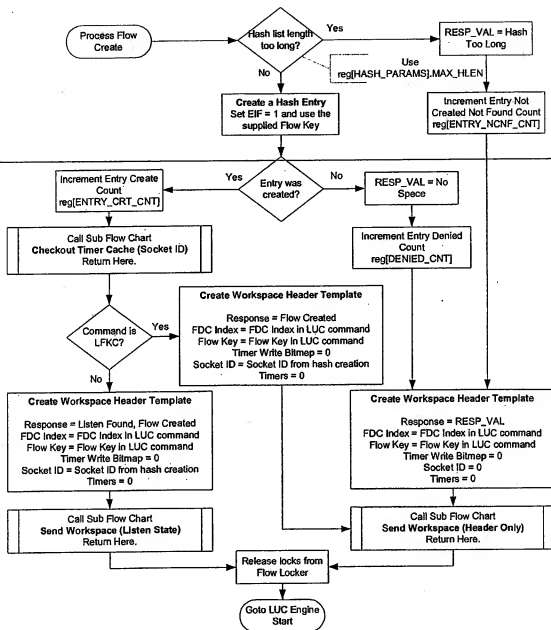 Process Flow
Create
Hash list length
too long?
Yes
RESP_VAL = Hash
Too Long
No
Use
reg[HASH_PARAMS].MAX_HLEN
Create a Hash Entry
Set EIF = 1 and use the
supplied Flow Key
Increment Entry Not
Created Not Found Count
reg[ENTRY_NCNF_CNT]
Increment Entry Create
Count
reg[ENTRY_CRT_CNT]
Yes
Entry was
created?
No
RESP_VAL = No
Space
Call Sub Flow Chart
Checkout Timer Cache (Socket ID)
Return Here.
Increment Entry Denied
Count
reg[DENIED_CNT]
Command is
LFKC?
Yes
Create Workspace Header Template
Response = Flow Created
FDC Index = FDC Index in LUC command
Flow Key = Flow Key in LUC command
Timer Write Bitmap = 0
Socket ID = Socket ID from hash creation
Timers = 0
No
Create Workspace Header Template
Response = Listen Found, Flow Created
FDC Index = FDC Index in LUC command
Flow Key = Flow Key in LUC command
Timer Write Bitmap = 0
Socket ID = Socket ID from hash creation
Timers = 0
Create Workspace Header Template
Response = RESP_VAL
FDC Index = FDC Index in LUC command
Flow Key = Flow Key in LUC command
Timer Write Bitmap = 0
Socket ID = 0
Timers = 0
Call Sub Flow Chart
Send Workspace (Listen State)
Return Here.
Call Sub Flow Chart
Send Workspace (Header Only)
Return Here.
Release locks from
Flow Locker
Goto LUC Engine
Start